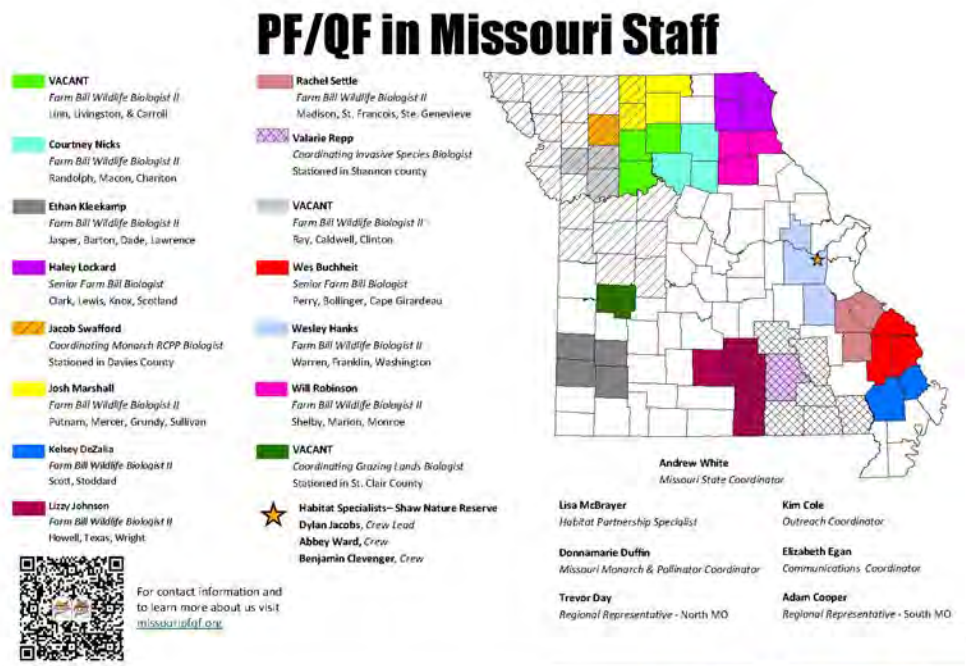 PF/QF in Missouri Staff
VACANT
Farm Bill Wildlife Biologist II
Linn, Livingston, & Carroll
Courtney Nicks
Farm Bill Wildlife Biologist II
Randolph, Macon, Chariton
Ethan Kleekamp
Farm Bill Wildlife Biologist II
Jasper, Barton, Dade, Lawrence
Haley Lockard
Senior Farm Bill Biologist
Clark, Lewis, Knox, Scotland
Jacob Swafford
Coordinating Monarch RCPP Biologist
Stationed in Davies County
Josh Marshall
Farm Bill Wildlife Biologist II
Putnam, Mercer, Grundy, Sullivan
Kelsey DeZalia
Farm Bill Wildlife Biologist II
Scott, Stoddard
Lizzy Johnson
Farm Bill Wildlife Biologist II
Howell, Texas, Wright
Rachel Settle
Farm Bill Wildlife Biologist II
Madison, St. Francois, Ste. Genevieve
Valarie Repp
Coordinating Invasive Species Biologist
Stationed in Shannon county
VACANT
Farm Bill Wildlife Biologist II
Ray, Caldwell, Clinton
Wes Buchheit
Senior Farm Bill Biologist
Perry, Bollinger, Cape Girardeau
Wesley Hanks
Farm Bill Wildlife Biologist II
Warren, Franklin, Washington
Will Robinson
Farm Bill Wildlife Biologist II
Shelby, Marion, Monroe
VACANT
Coordinating Grazing Lands Biologist
Stationed in St. Clair County
Habitat Specialists– Shaw Nature Reserve
Dylan Jacobs, Crew Lead
Abbey Ward, Crew
Benjamin Clevenger, Crew
For contact information and
to learn more about us visit
missouripfqf.org
Andrew White
Missouri State Coordinator
Lisa McBrayer
Habitat Partnership Specialist
Kim Cole
Outreach Coordinator
Donnamarie Duffin
Missouri Monarch & Pollinator Coordinator
Elizabeth Egan
Communications Coordinator
Trevor Day
Regional Representative - North MO
Adam Cooper
Regional Representative - South MO